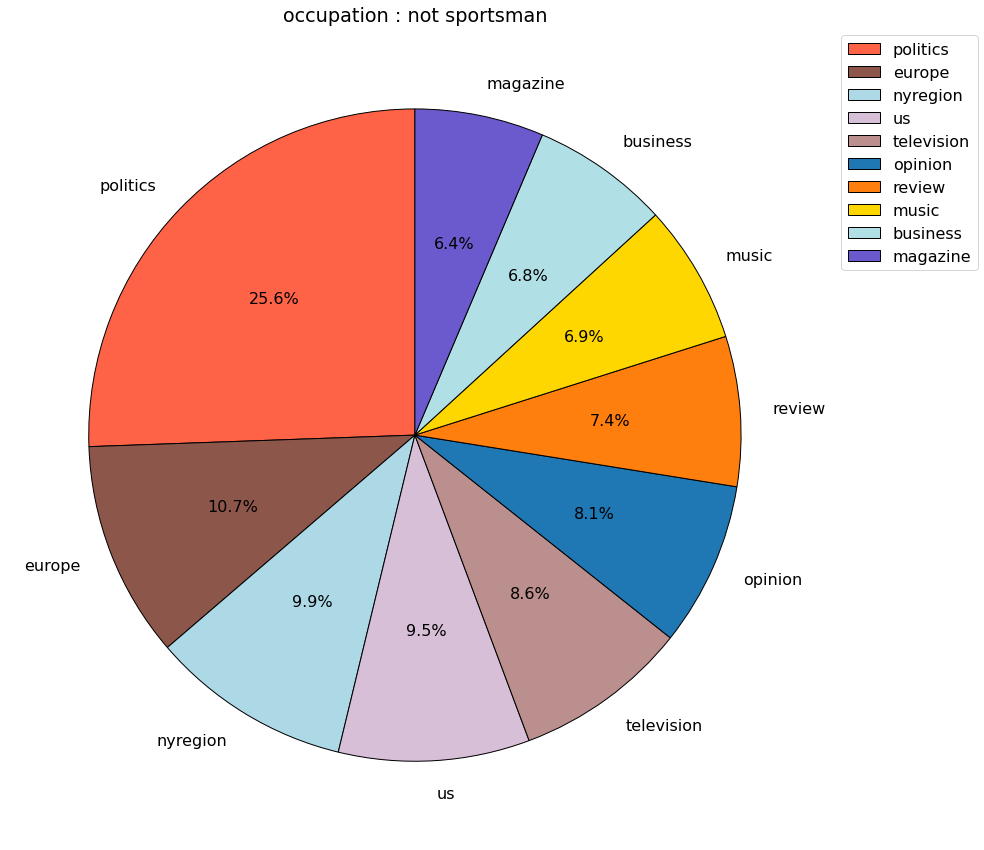 occupation : not sportsman
politics
europe
nyregion
us
television
opinion
review
music
business
magazine
magazine
business
politics
music
6.4%
6.8%
25.6%
6.9%
review
7.4%
10.7%
8.1%
europe
9.9%
8.6%
opinion
9.5%
television
nyregion
us